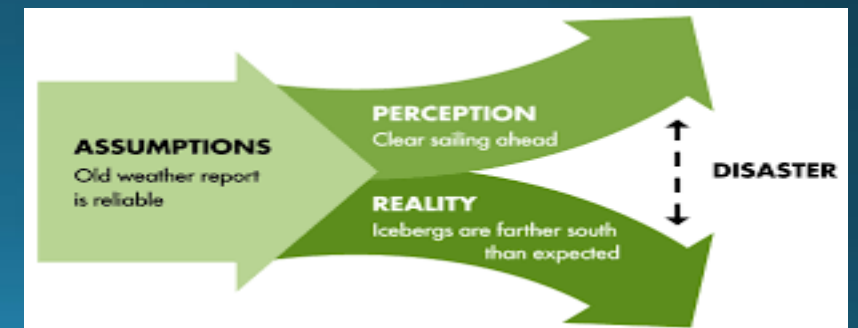 ASSUMPTIONS
Old weather report
is reliable
PERCEPTION
Clear sailing ahead
REALITY
Icebergs are farther south
than expected
DISASTER